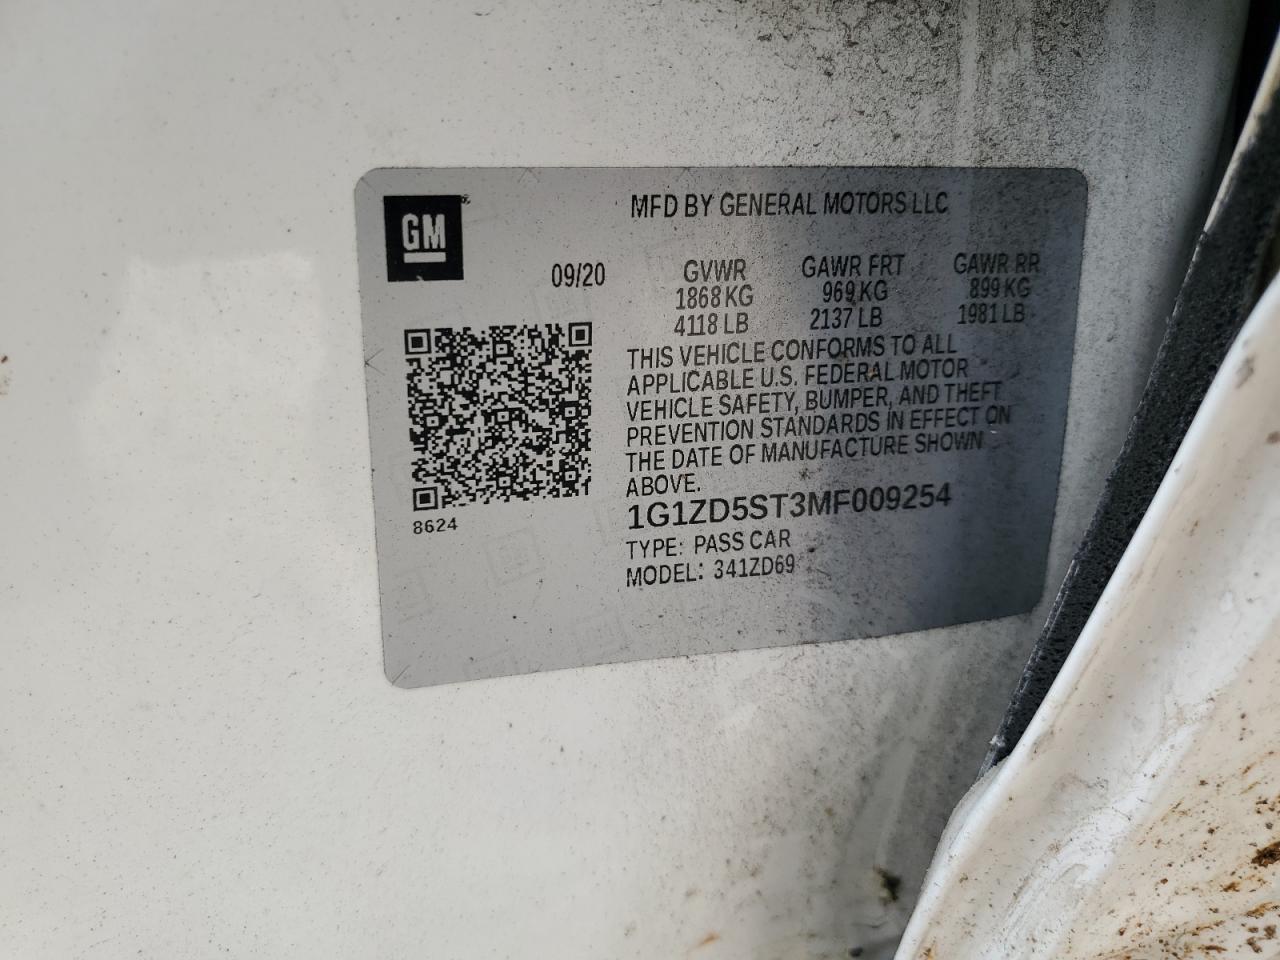 GM
MFD BY GENERAL MOTORS LLC
09/20
GVWR GAWR FRT GAWR RR
1868 KG 969 KG 899 KG
4118 LB 2137 LB 1981 LB
THIS VEHICLE CONFORMS TO ALL
APPLICABLE U.S. FEDERAL MOTOR
VEHICLE SAFETY, BUMPER, AND THEFT
PREVENTION STANDARDS IN EFFECT ON
THE DATE OF MANUFACTURE SHOWN
ABOVE.
1G1ZD5ST3MF009254
TYPE: PASS CAR
MODEL: 341ZD69
8624